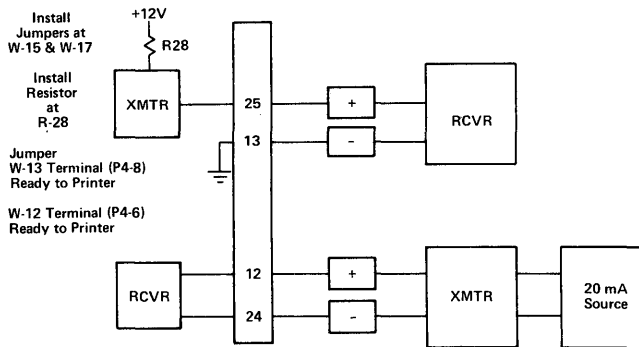 Install
Jumpers at
W-15 & W-17
+12V
R28
Install
Resistor
at
R-28
XMTR
25
+
RCVR
13
-
Jumper
W-13 Terminal (P4-8)
Ready to Printer
W-12 Terminal (P4-6)
Ready to Printer
RCVR
12
+
XMTR
20 mA
Source
24
-